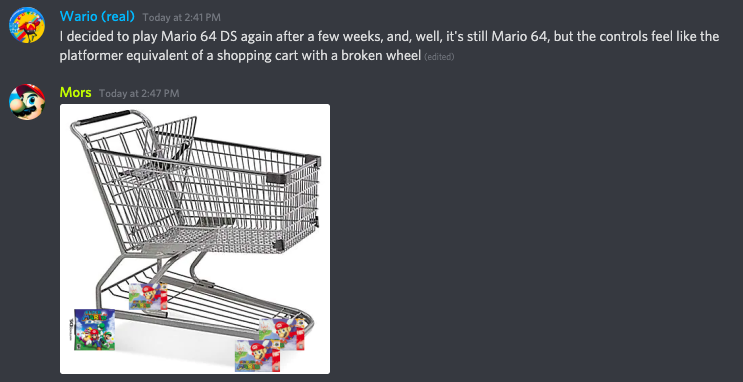 Wario (real) Today at 2:41 PM
I decided to play Mario 64 DS again after a few weeks, and, well, it's still Mario 64, but the controls feel like the
platformer equivalent of a shopping cart with a broken wheel (edited)
Mors Today at 2:47 PM